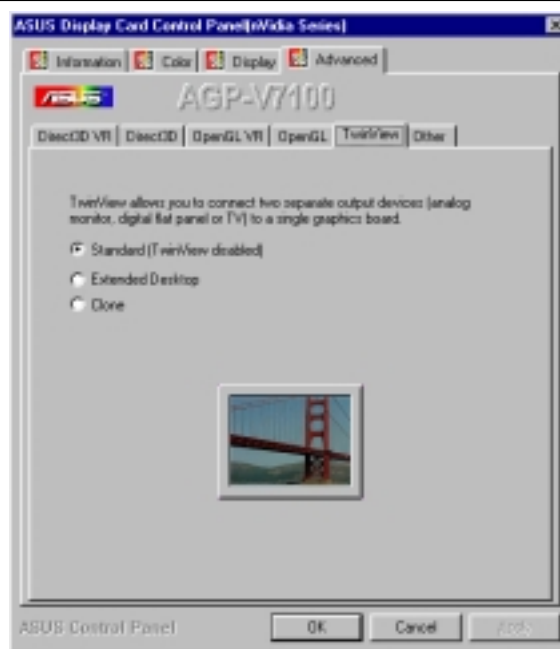 ASUS Display Card Control Panel(nVidia Series)
Information Color Display Advanced
ASUS AGP-V7100
Direct3D VR Direct3D OpenGL VR OpenGL TwinView Other
TwinView allows you to connect two separate output devices (analog
monitor, digital flat panel or TV) to a single graphics board.
Standard (TwinView disabled)
Extended Desktop
Clone
ASUS Control Panel OK Cancel Apply